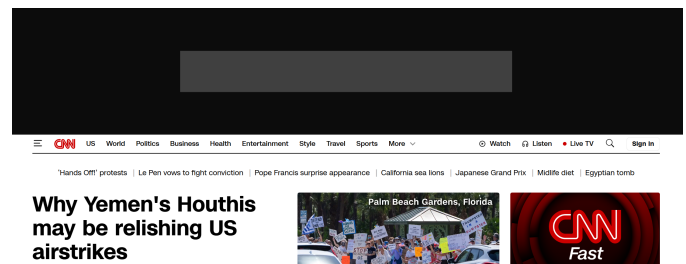 CNN US World Politics Business Health Entertainment Style Travel Sports More Watch Listen Live TV Sign in
'Hands Off!' protests | Le Pen vows to fight conviction | Pope Francis surprise appearance | California sea lions | Japanese Grand Prix | Midlife diet | Egyptian tomb
Why Yemen's Houthis
may be relishing US
airstrikes
Palm Beach Gardens, Florida
CNN
Fast